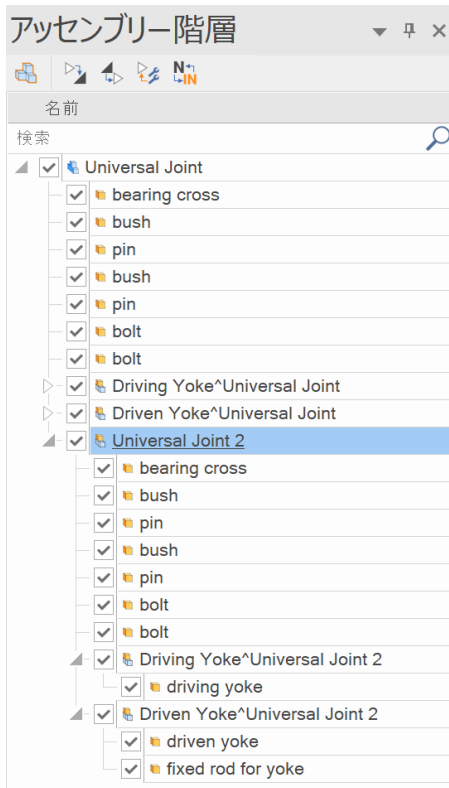 アッセンブリー階層
N IN
名前
検索
Universal Joint
bearing cross
bush
pin
bush
pin
bolt
bolt
Driving Yoke^Universal Joint
Driven Yoke^Universal Joint
Universal Joint 2
bearing cross
bush
pin
bush
pin
bolt
bolt
Driving Yoke^Universal Joint 2
driving yoke
Driven Yoke^Universal Joint 2
driven yoke
fixed rod for yoke